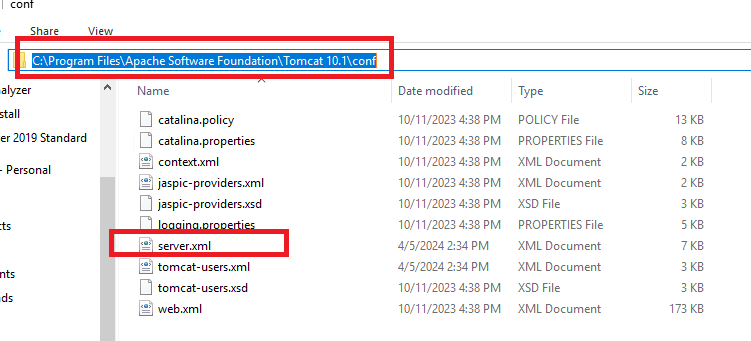 conf
Share View
C:\Program Files\Apache Software Foundation\Tomcat 10.1\conf
nalyzer
nstall
er 2019 Standard
- Personal
cts
ts
ads
Name Date modified Type Size
catalina.policy 10/11/2023 4:38 PM POLICY File 13 KB
catalina.properties 10/11/2023 4:38 PM PROPERTIES File 8 KB
context.xml 10/11/2023 4:38 PM XML Document 2 KB
jaspic-providers.xml 10/11/2023 4:38 PM XML Document 2 KB
jaspic-providers.xsd 10/11/2023 4:38 PM XSD File 3 KB
logging.properties 10/11/2023 4:38 PM PROPERTIES File 5 KB
server.xml 4/5/2024 2:34 PM XML Document 7 KB
tomcat-users.xml 4/5/2024 2:34 PM XML Document 3 KB
tomcat-users.xsd 10/11/2023 4:38 PM XSD File 3 KB
web.xml 10/11/2023 4:38 PM XML Document 173 KB